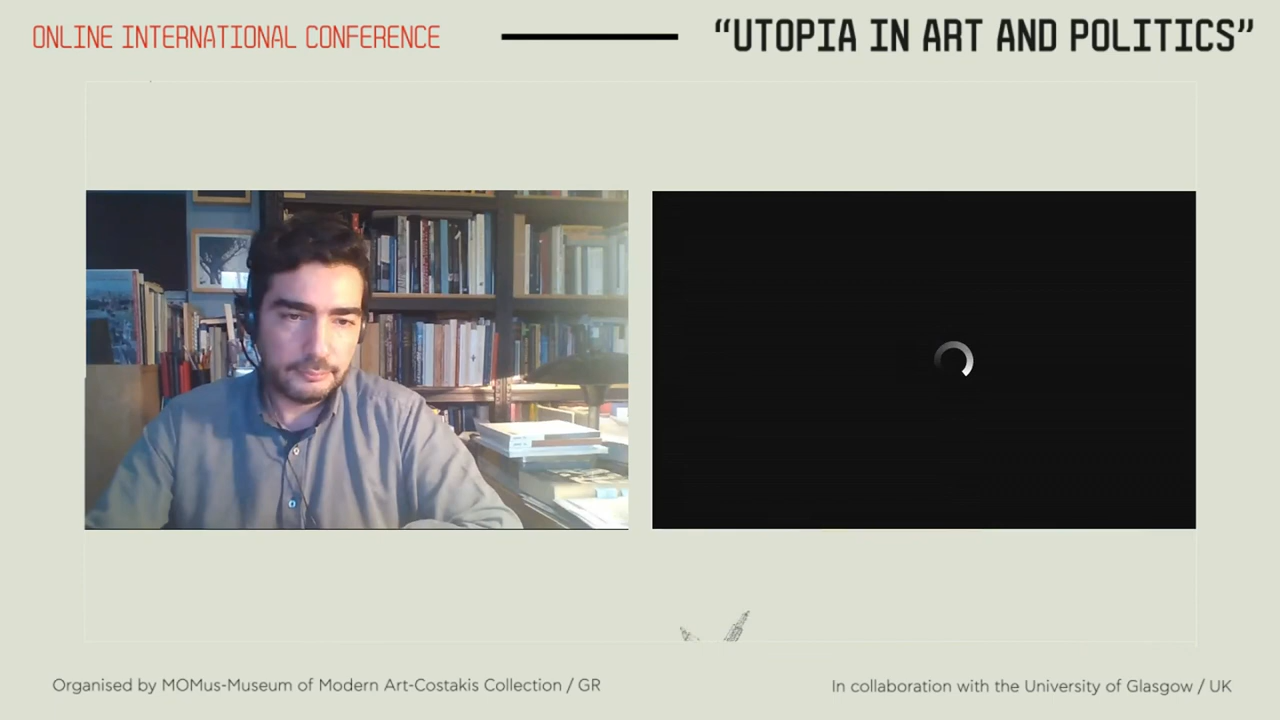 ONLINE INTERNATIONAL CONFERENCE
“UTOPIA IN ART AND POLITICS”
Organised by MOMus-Museum of Modern Art-Costakis Collection / GR
In collaboration with the University of Glasgow / UK